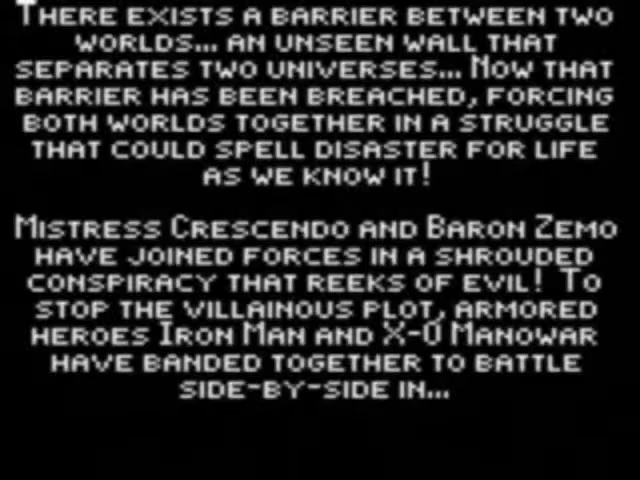 There exists a barrier between two
worlds... an unseen wall that
separates two universes... Now that
barrier has been breached, forcing
both worlds together in a struggle
that could spell disaster for life
as we know it!
Mistress Crescendo and Baron Zemo
have joined forces in a shrouded
conspiracy that reeks of evil! To
stop the villainous plot, armored
heroes Iron Man and X-O Manowar
have banded together to battle
side-by-side in...